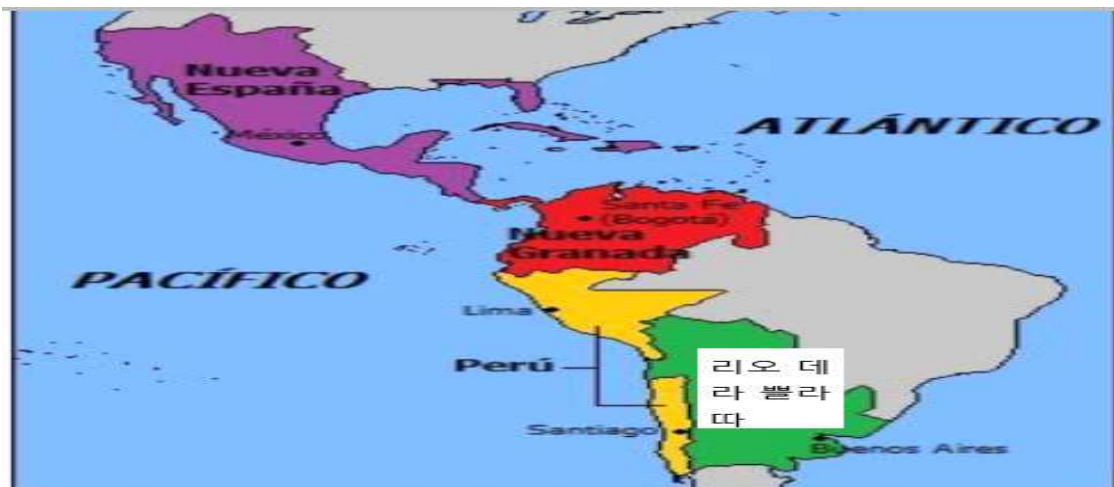 Nueva
España
México
ATLÁNTICO
Santa Fe
(Bogotá)
Nueva
Granada
PACÍFICO
Lima
Perú
리오 데
라 쁠라
따
Santiago
Buenos Aires